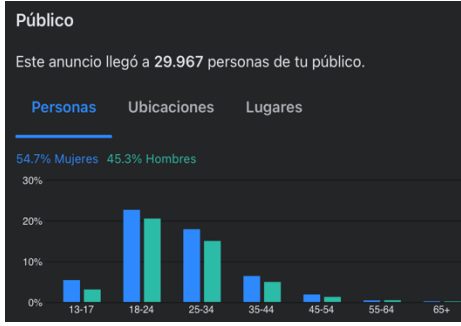 Público
Este anuncio llegó a 29.967 personas de tu público.
Personas Ubicaciones Lugares
54.7% Mujeres 45.3% Hombres
30%
20%
10%
0%
13-17 18-24 25-34 35-44 45-54 55-64 65+